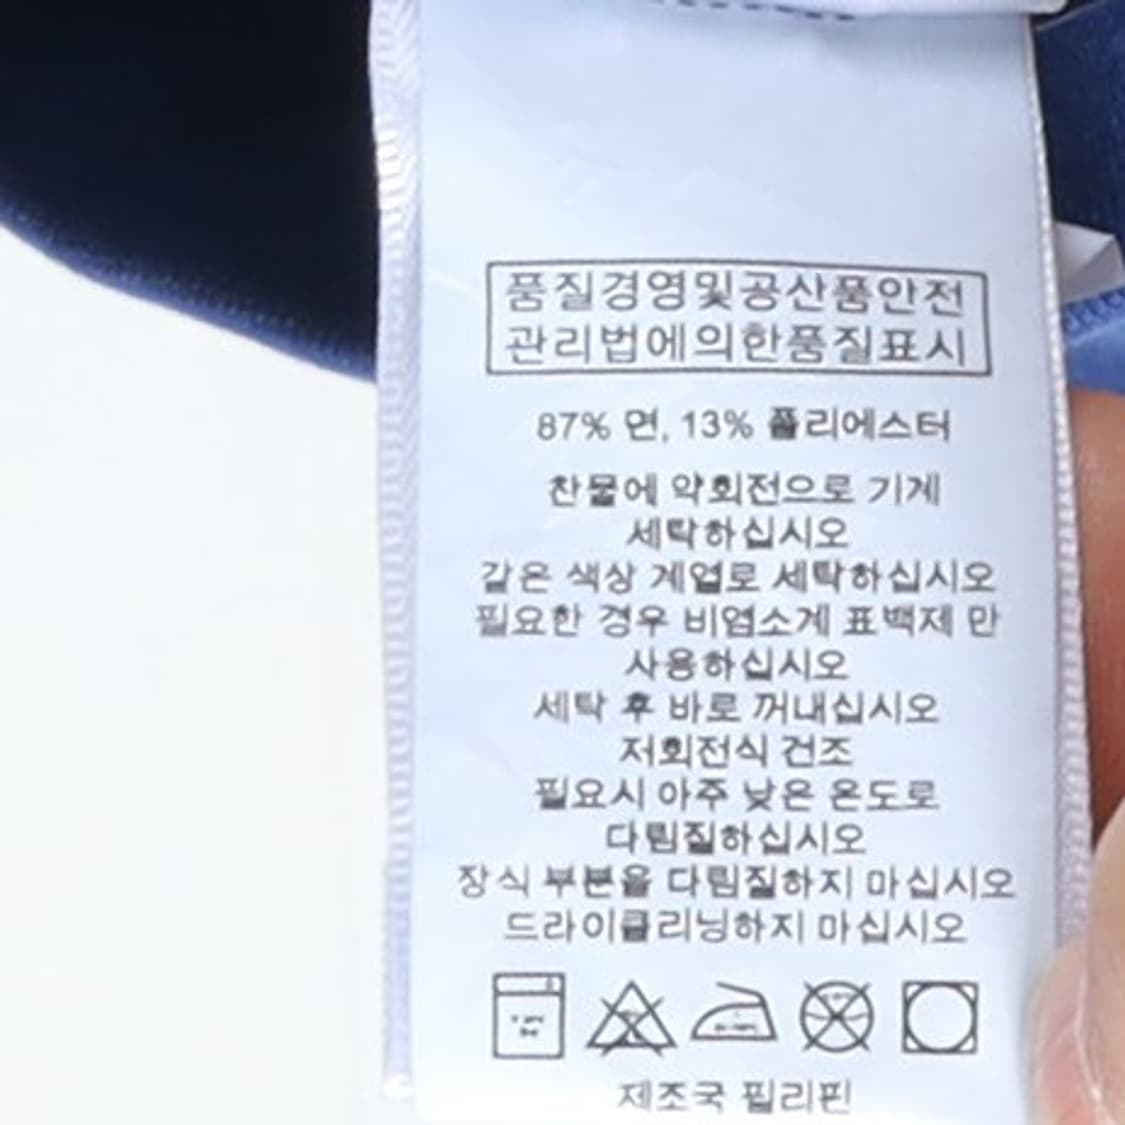 품질경영및공산품안전
관리법에의한품질표시
87% 면, 13% 폴리에스터
찬물에 약회전으로 기계
세탁하십시오
같은 색상 계열로 세탁하십시오
필요한 경우 비염소계 표백제 만
사용하십시오
세탁 후 바로 꺼내십시오
저회전식 건조
필요시 아주 낮은 온도로
다림질하십시오
장식 부분을 다림질하지 마십시오
드라이클리닝하지 마십시오
제조국 필리핀